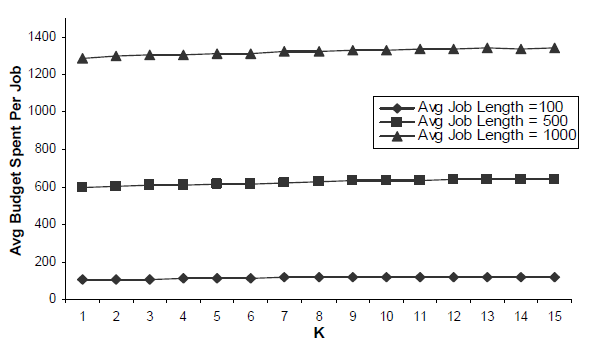 1400
1200
1000
800
600
400
200
0
Avg Budget Spent Per Job
Avg Job Length =100
Avg Job Length = 500
Avg Job Length = 1000
1 2 3 4 5 6 7 8 9 10 11 12 13 14 15
K